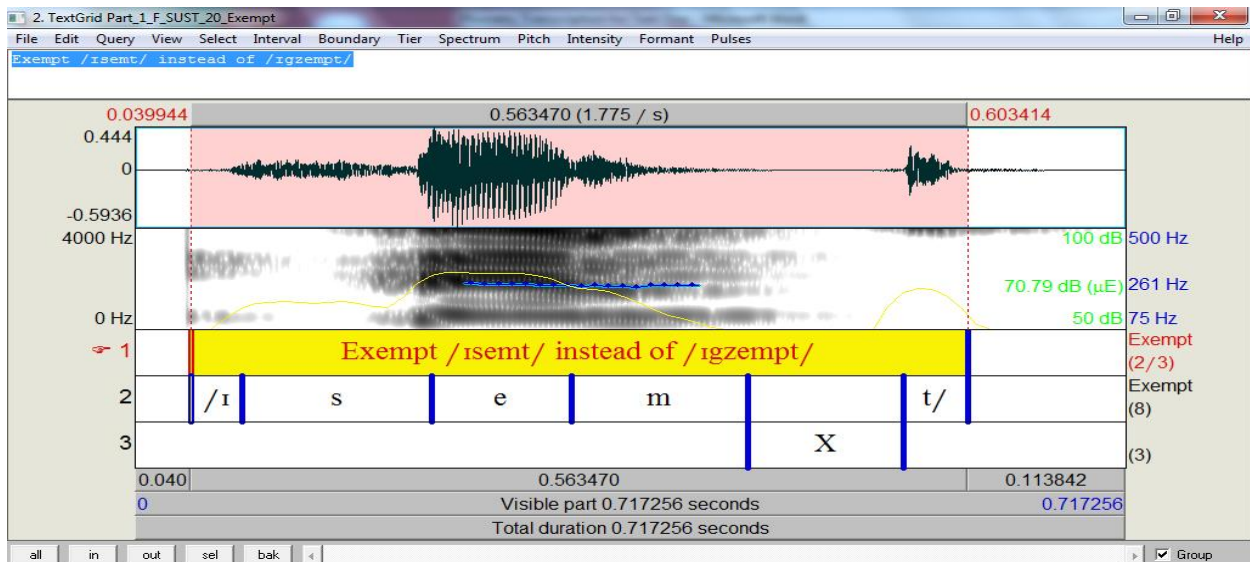 2. TextGrid Part_1_F_SUST_20_Exempt
File Edit Query View Select Interval Boundary Tier Spectrum Pitch Intensity Formant Pulses Help
Exempt /ɪsemt/ instead of /ɪgzempt/
0.039944 0.563470 (1.775 / s) 0.603414
0.444
0
-0.5936
4000 Hz 100 dB 500 Hz
70.79 dB (µE) 261 Hz
0 Hz 50 dB 75 Hz
1 Exempt /ɪsemt/ instead of /ɪgzempt/ Exempt
(2/3)
2 /ɪ s e m t/ Exempt
(8)
3 X
(3)
0.040 0.563470 0.113842
0 Visible part 0.717256 seconds 0.717256
Total duration 0.717256 seconds
all in out sel bak Group